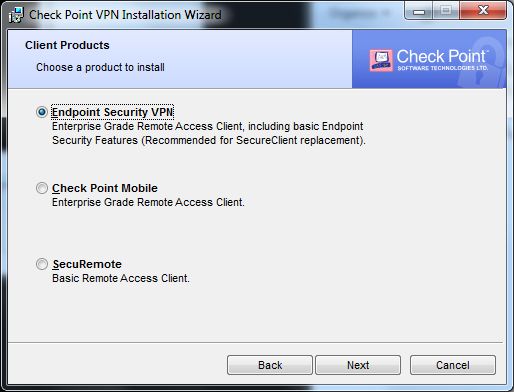 Check Point VPN Installation Wizard
Client Products
Choose a product to install
Check Point
SOFTWARE TECHNOLOGIES LTD.
Endpoint Security VPN
Enterprise Grade Remote Access Client, including basic Endpoint
Security Features (Recommended for SecureClient replacement).
Check Point Mobile
Enterprise Grade Remote Access Client.
SecuRemote
Basic Remote Access Client.
Back
Next
Cancel